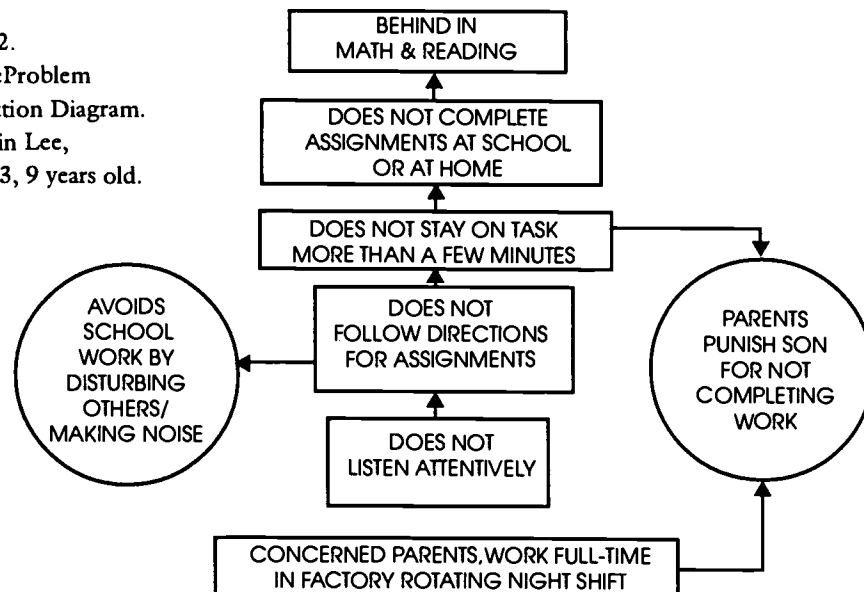 2.
Problem
tion Diagram.
in Lee,
3, 9 years old.
BEHIND IN
MATH & READING
DOES NOT COMPLETE
ASSIGNMENTS AT SCHOOL
OR AT HOME
DOES NOT STAY ON TASK
MORE THAN A FEW MINUTES
AVOIDS
SCHOOL
WORK BY
DISTURBING
OTHERS/
MAKING NOISE
DOES NOT
FOLLOW DIRECTIONS
FOR ASSIGNMENTS
PARENTS
PUNISH SON
FOR NOT
COMPLETING
WORK
DOES NOT
LISTEN ATTENTIVELY
CONCERNED PARENTS, WORK FULL-TIME
IN FACTORY ROTATING NIGHT SHIFT